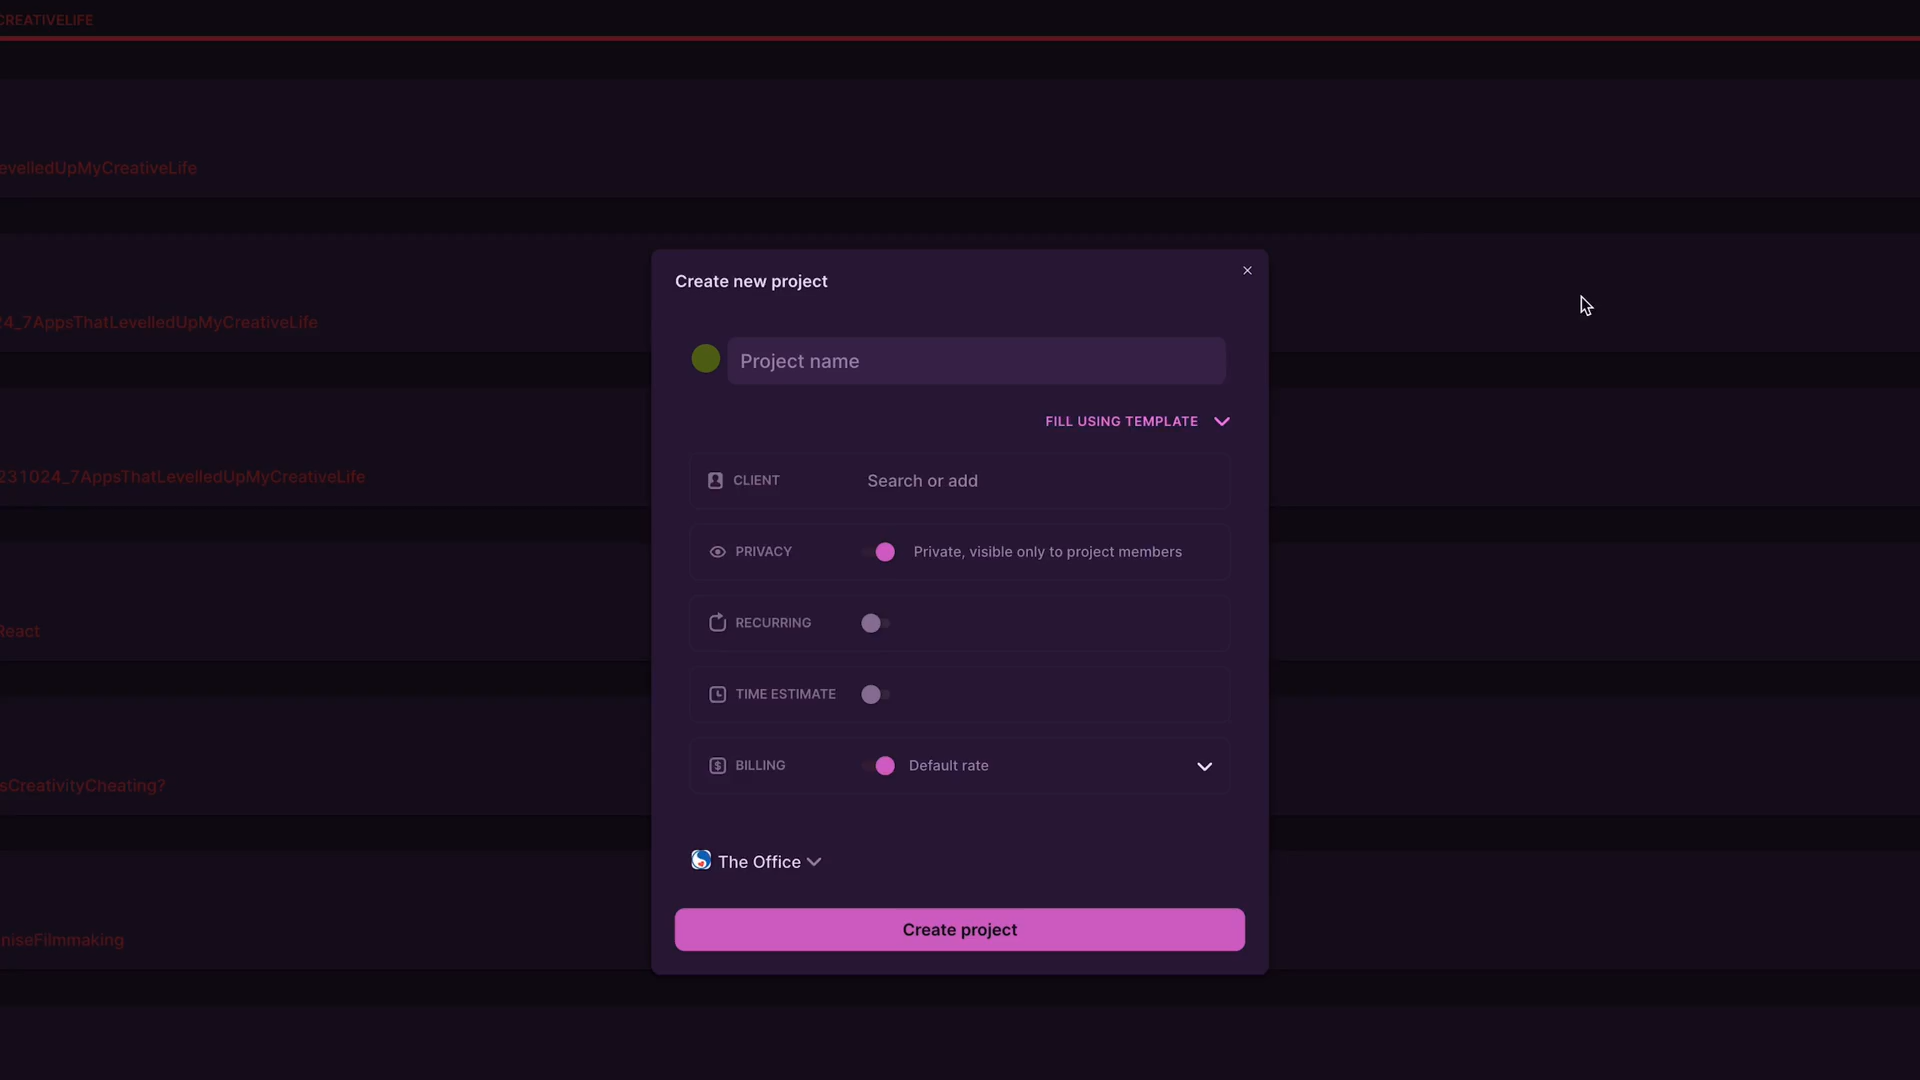 CREATIVELIFE
evelledUpMyCreativeLife
Create new project
Project name
4_7AppsThatLevelledUpMyCreativeLife
FILL USING TEMPLATE
CLIENT Search or add
231024_7AppsThatLevelledUpMyCreativeLife
PRIVACY Private, visible only to project members
RECURRING
React
TIME ESTIMATE
BILLING Default rate
sCreativityCheating?
The Office
Create project
niseFilmmaking